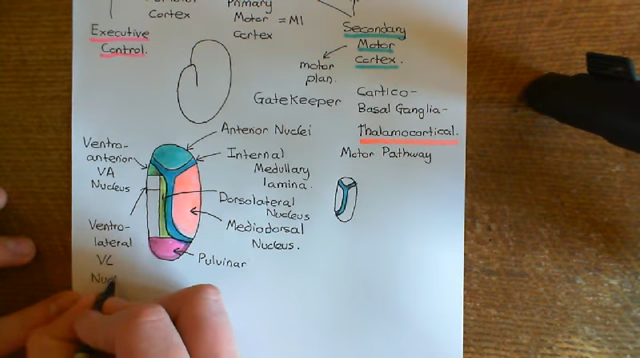 Cortex
Primary
Motor = M1
Cortex
Executive
Control.
Secondary
Motor
Cortex.
motor
plan.
Gatekeeper
Cortico-
Basal Ganglia-
Thalamocortical.
Motor Pathway
Anterior Nuclei
Ventro-
anterior
VA
Nucleus
Internal
Medullary
lamina.
Dorsolateral
Nucleus
Mediodorsal
Nucleus.
Ventro-
lateral
VL
Pulvinar